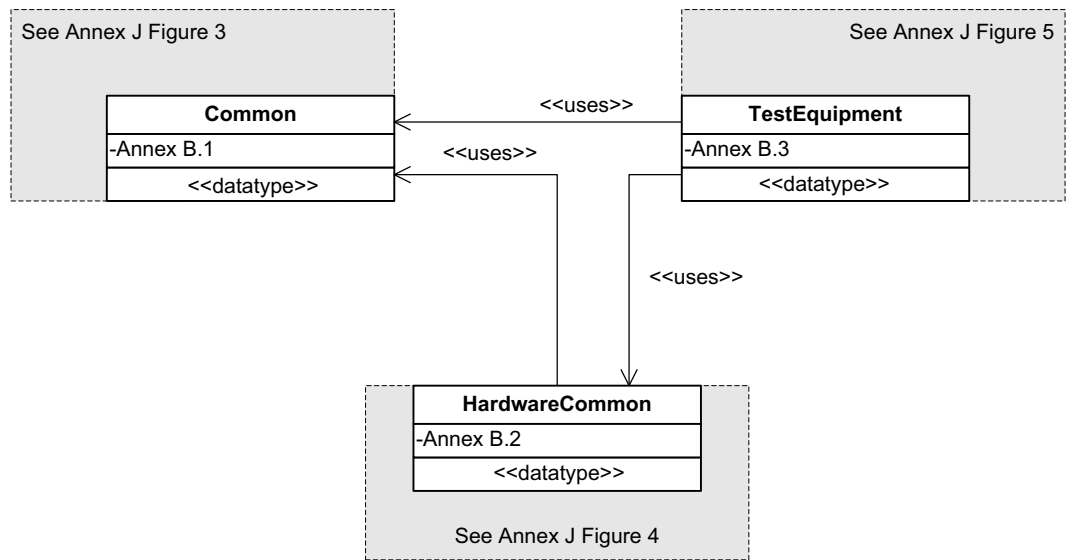 See Annex J Figure 3
See Annex J Figure 5
Common
-Annex B.1
<<datatype>>
<<uses>>
<<uses>>
TestEquipment
-Annex B.3
<<datatype>>
<<uses>>
HardwareCommon
-Annex B.2
<<datatype>>
See Annex J Figure 4